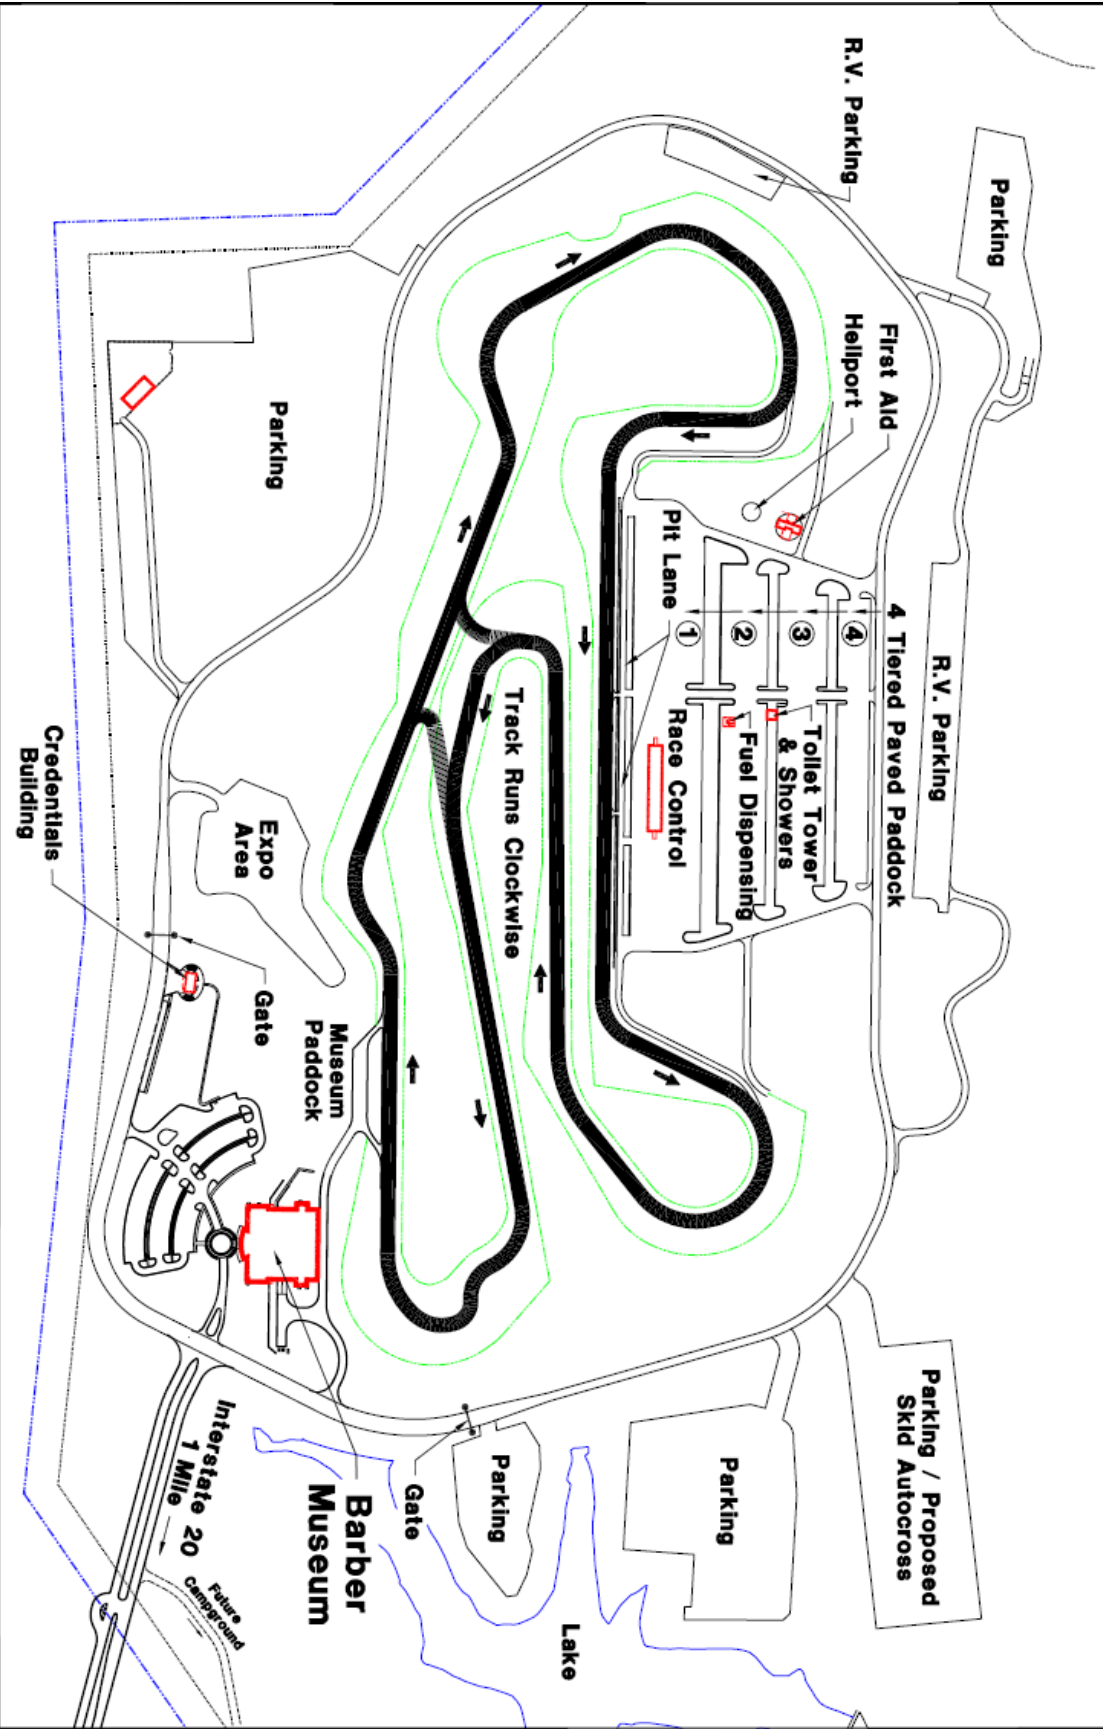 Parking
R.V. Parking
First Aid
Heliport
Parking
R.V. Parking
4 Tiered Paved Paddock
4
3
2
1
Pit Lane
Toilet Tower
& Showers
Fuel Dispensing
Race Control
Track Runs Clockwise
Parking
Expo
Area
Credentials
Building
Gate
Museum
Paddock
Parking / Proposed
Skid Autocross
Parking
Parking
Gate
Barber
Museum
Lake
Interstate 20
1 Mile
Future
Campground